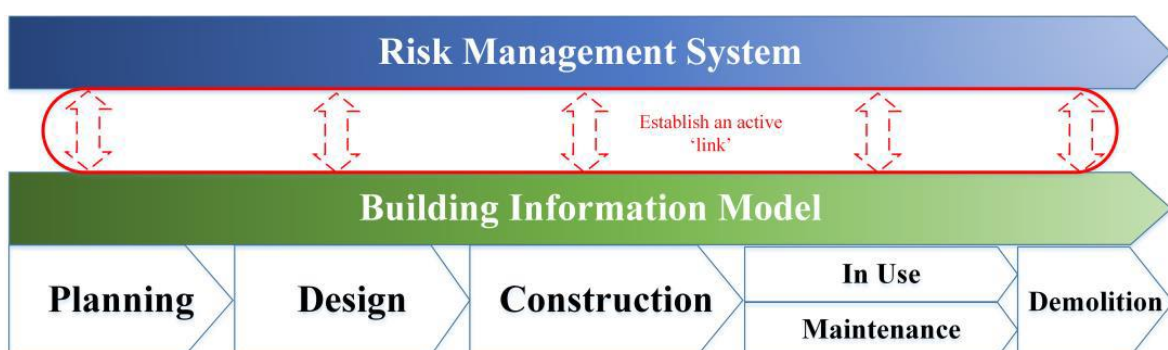 Risk Management System
Establish an active
‘link’
Building Information Model
Planning
Design
Construction
In Use
Maintenance
Demolition